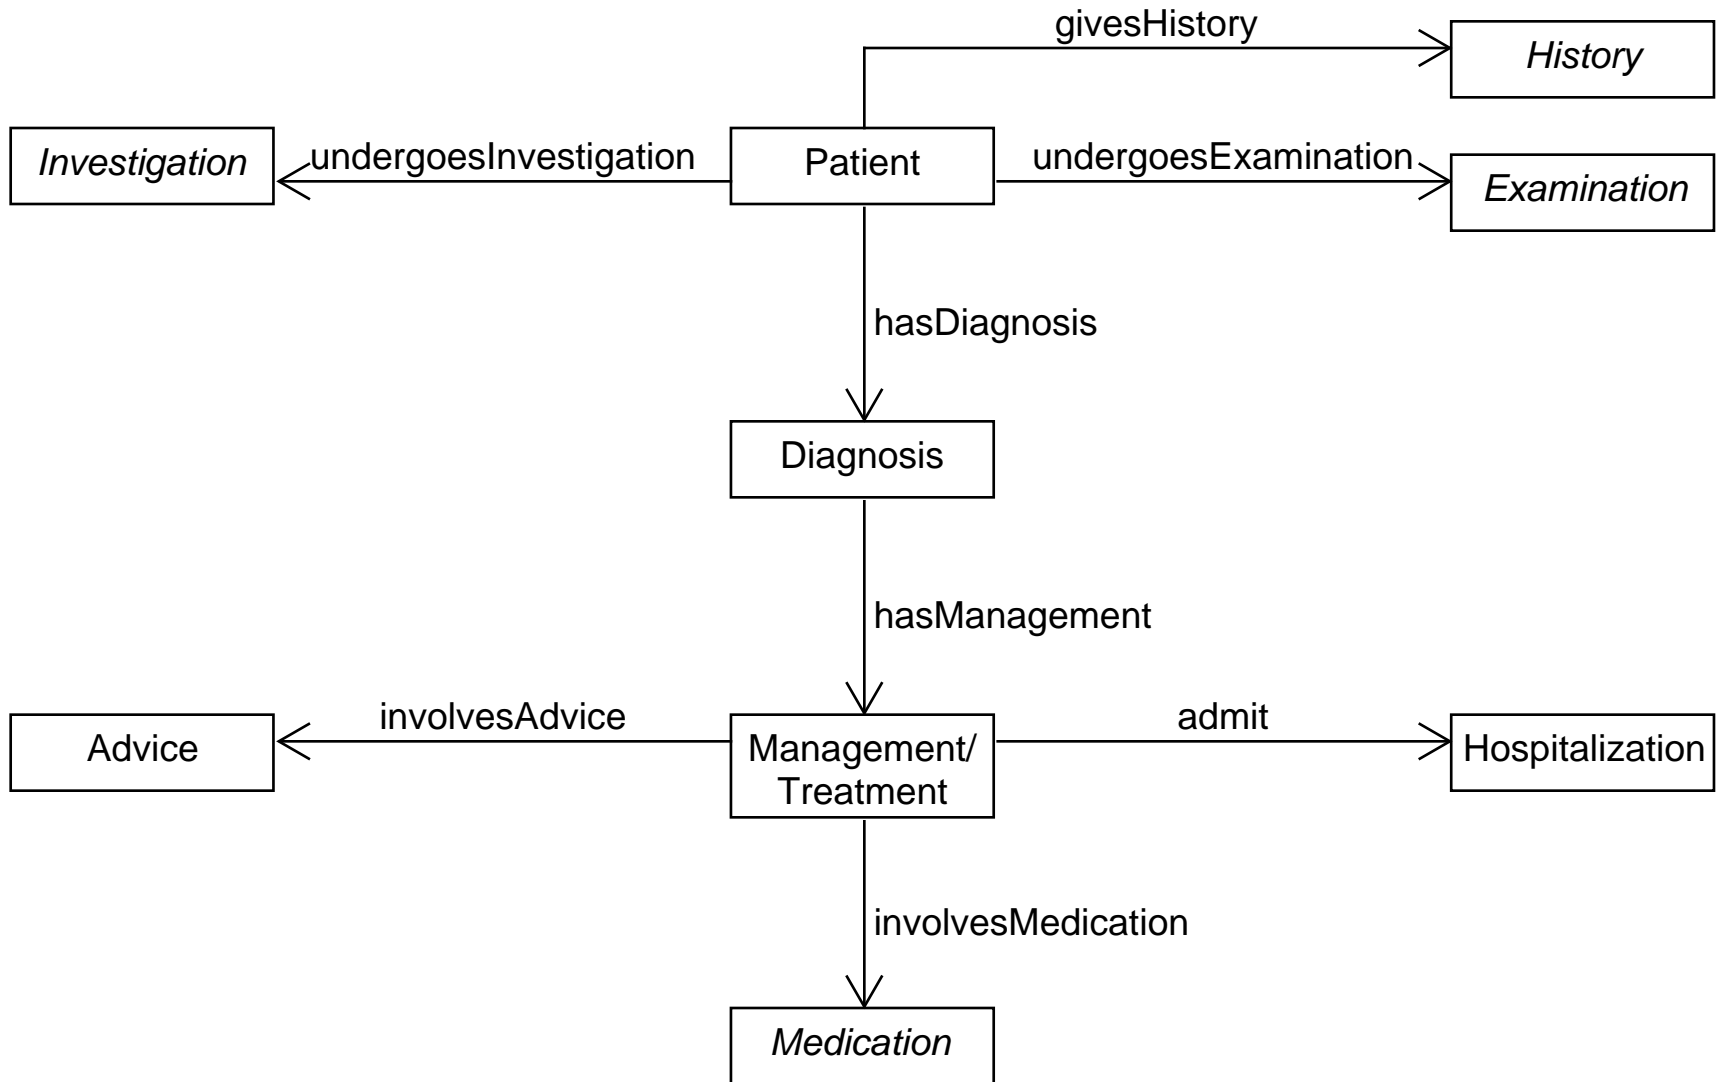 givesHistory
History
Investigation
undergoesInvestigation
Patient
undergoesExamination
Examination
hasDiagnosis
Diagnosis
hasManagement
Advice
involvesAdvice
Management/
Treatment
admit
Hospitalization
involvesMedication
Medication